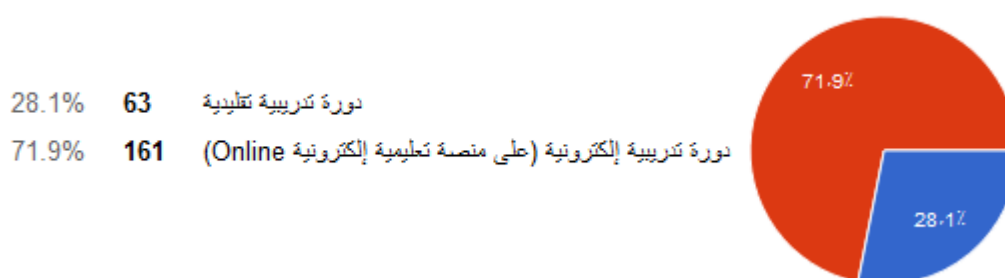 دورة تدريبية تقليدية 63 28.1%
دورة تدريبية إلكترونية (على منصة تعليمية إلكترونية Online) 161 71.9%
71.9٪
28.1٪